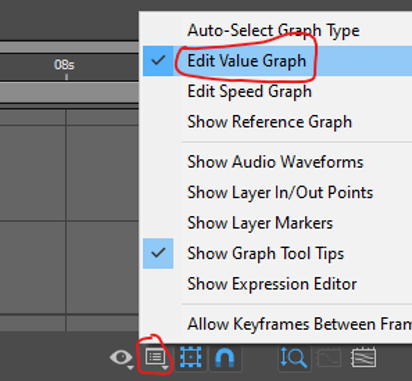 08s
Auto-Select Graph Type
Edit Value Graph
Edit Speed Graph
Show Reference Graph
Show Audio Waveforms
Show Layer In/Out Points
Show Layer Markers
Show Graph Tool Tips
Show Expression Editor
Allow Keyframes Between Fram